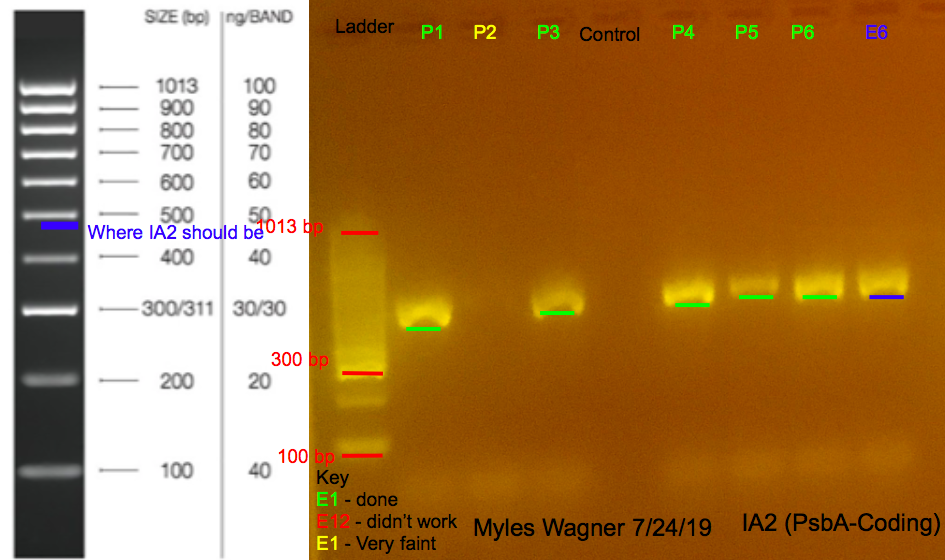 SIZE (bp) ng/BAND
1013 100
900 90
800 80
700 70
600 60
500 50
Where IA2 should be
400 40
300/311 30/30
200 20
100 40
Ladder P1 P2 P3 Control P4 P5 P6 E6
1013 bp
300 bp
100 bp
Key
E1 - done
E12 - didn't work
E1 - Very faint
Myles Wagner 7/24/19
IA2 (PsbA-Coding)